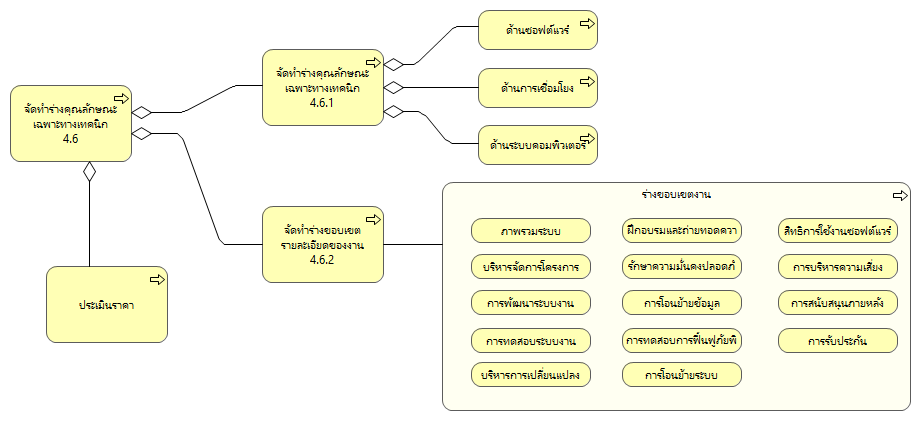 จัดทำร่างคุณลักษณะ
เฉพาะทางเทคนิค
4.6
ประเมินราคา
จัดทำร่างคุณลักษณะ
เฉพาะทางเทคนิค
4.6.1
ด้านซอฟต์แวร์
ด้านการเชื่อมโยง
ด้านระบบคอมพิวเตอร์
จัดทำร่างขอบเขต
รายละเอียดของงาน
4.6.2
ร่างขอบเขตงาน
ภาพรวมระบบ
บริหารจัดการโครงการ
การพัฒนาระบบงาน
การทดสอบระบบงาน
บริหารการเปลี่ยนแปลง
ฝึกอบรมและถ่ายทอดควา
รักษาความมั่นคงปลอดภั
การโอนย้ายข้อมูล
การทดสอบการฟื้นฟูภัยพิ
การโอนย้ายระบบ
สิทธิการใช้งานซอฟต์แวร์
การบริหารความเสี่ยง
การสนับสนุนภายหลัง
การรับประกัน